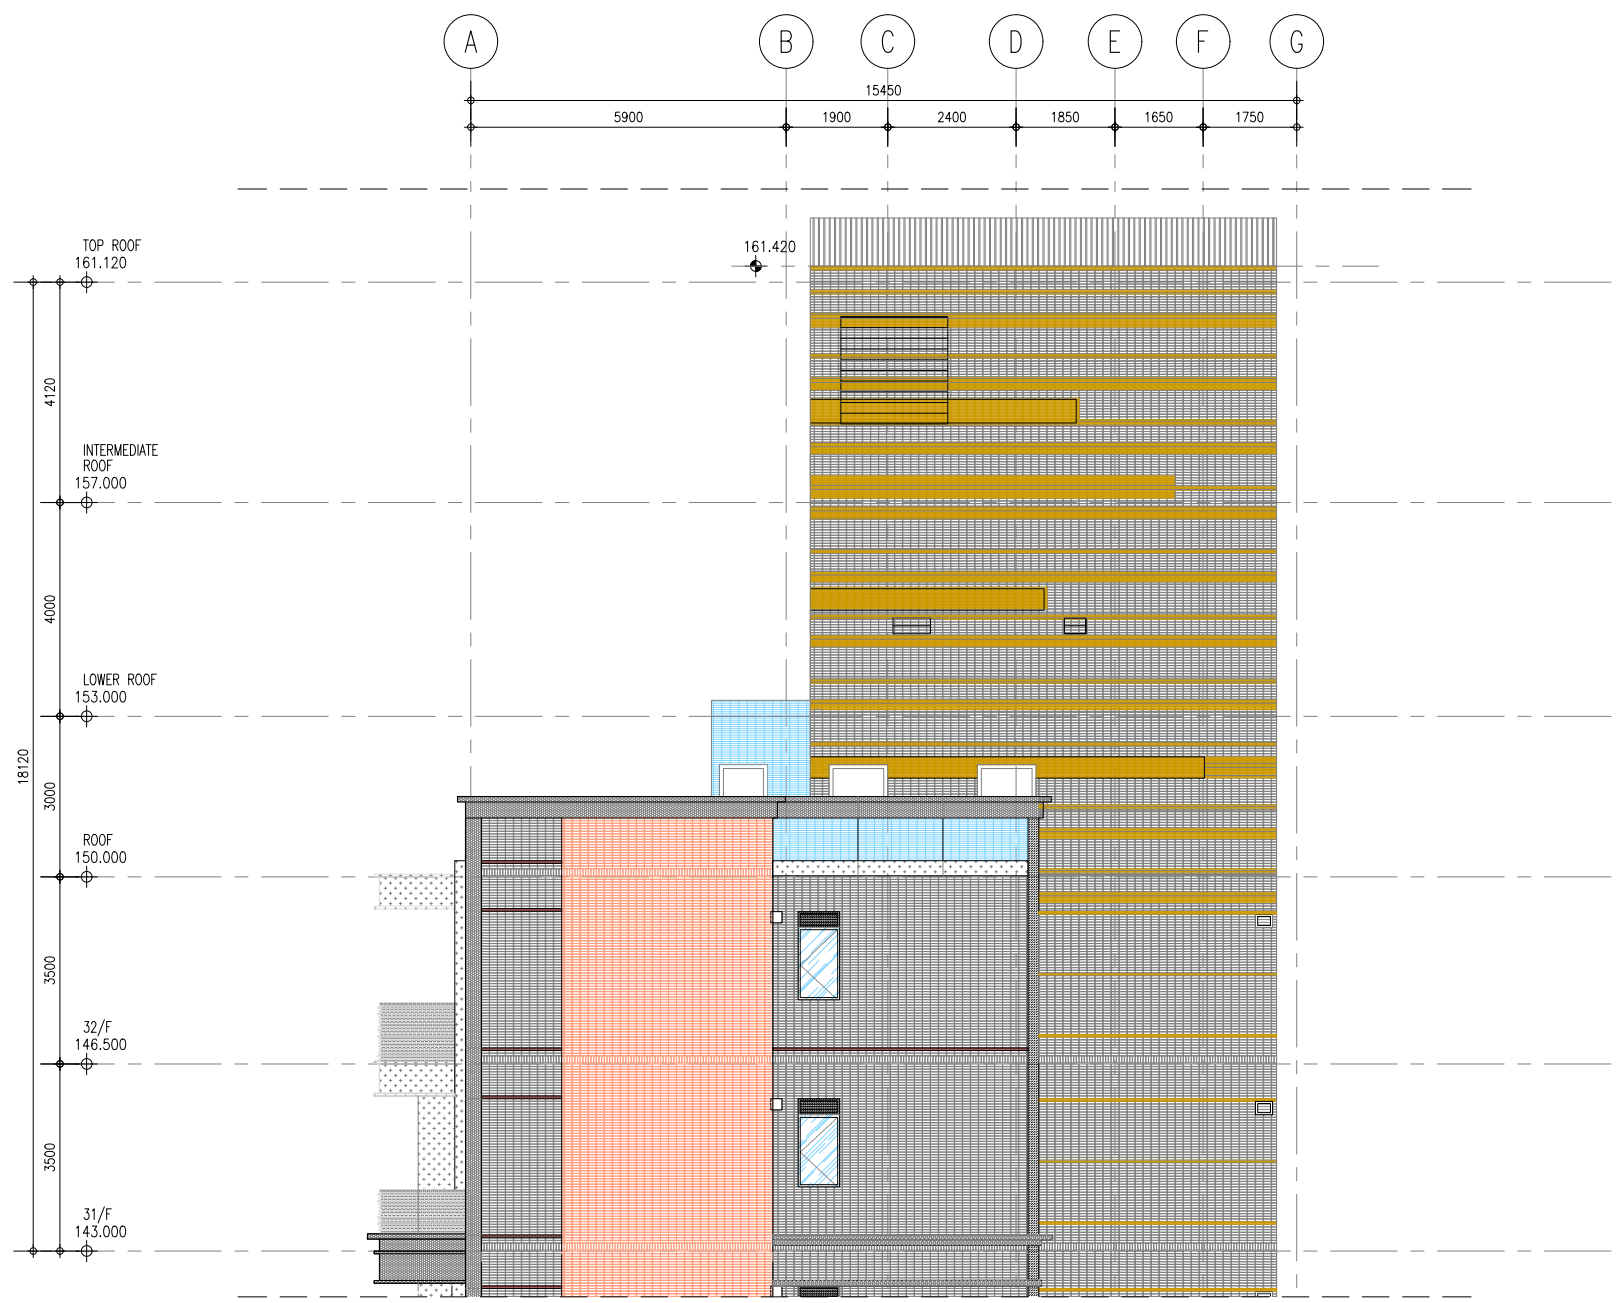 A B C D E F G
15450
5900 1900 2400 1850 1650 1750
TOP ROOF
161.120
161.420
4120
INTERMEDIATE
ROOF
157.000
4000
LOWER ROOF
153.000
18120
3000
ROOF
150.000
3500
32/F
146.500
3500
31/F
143.000